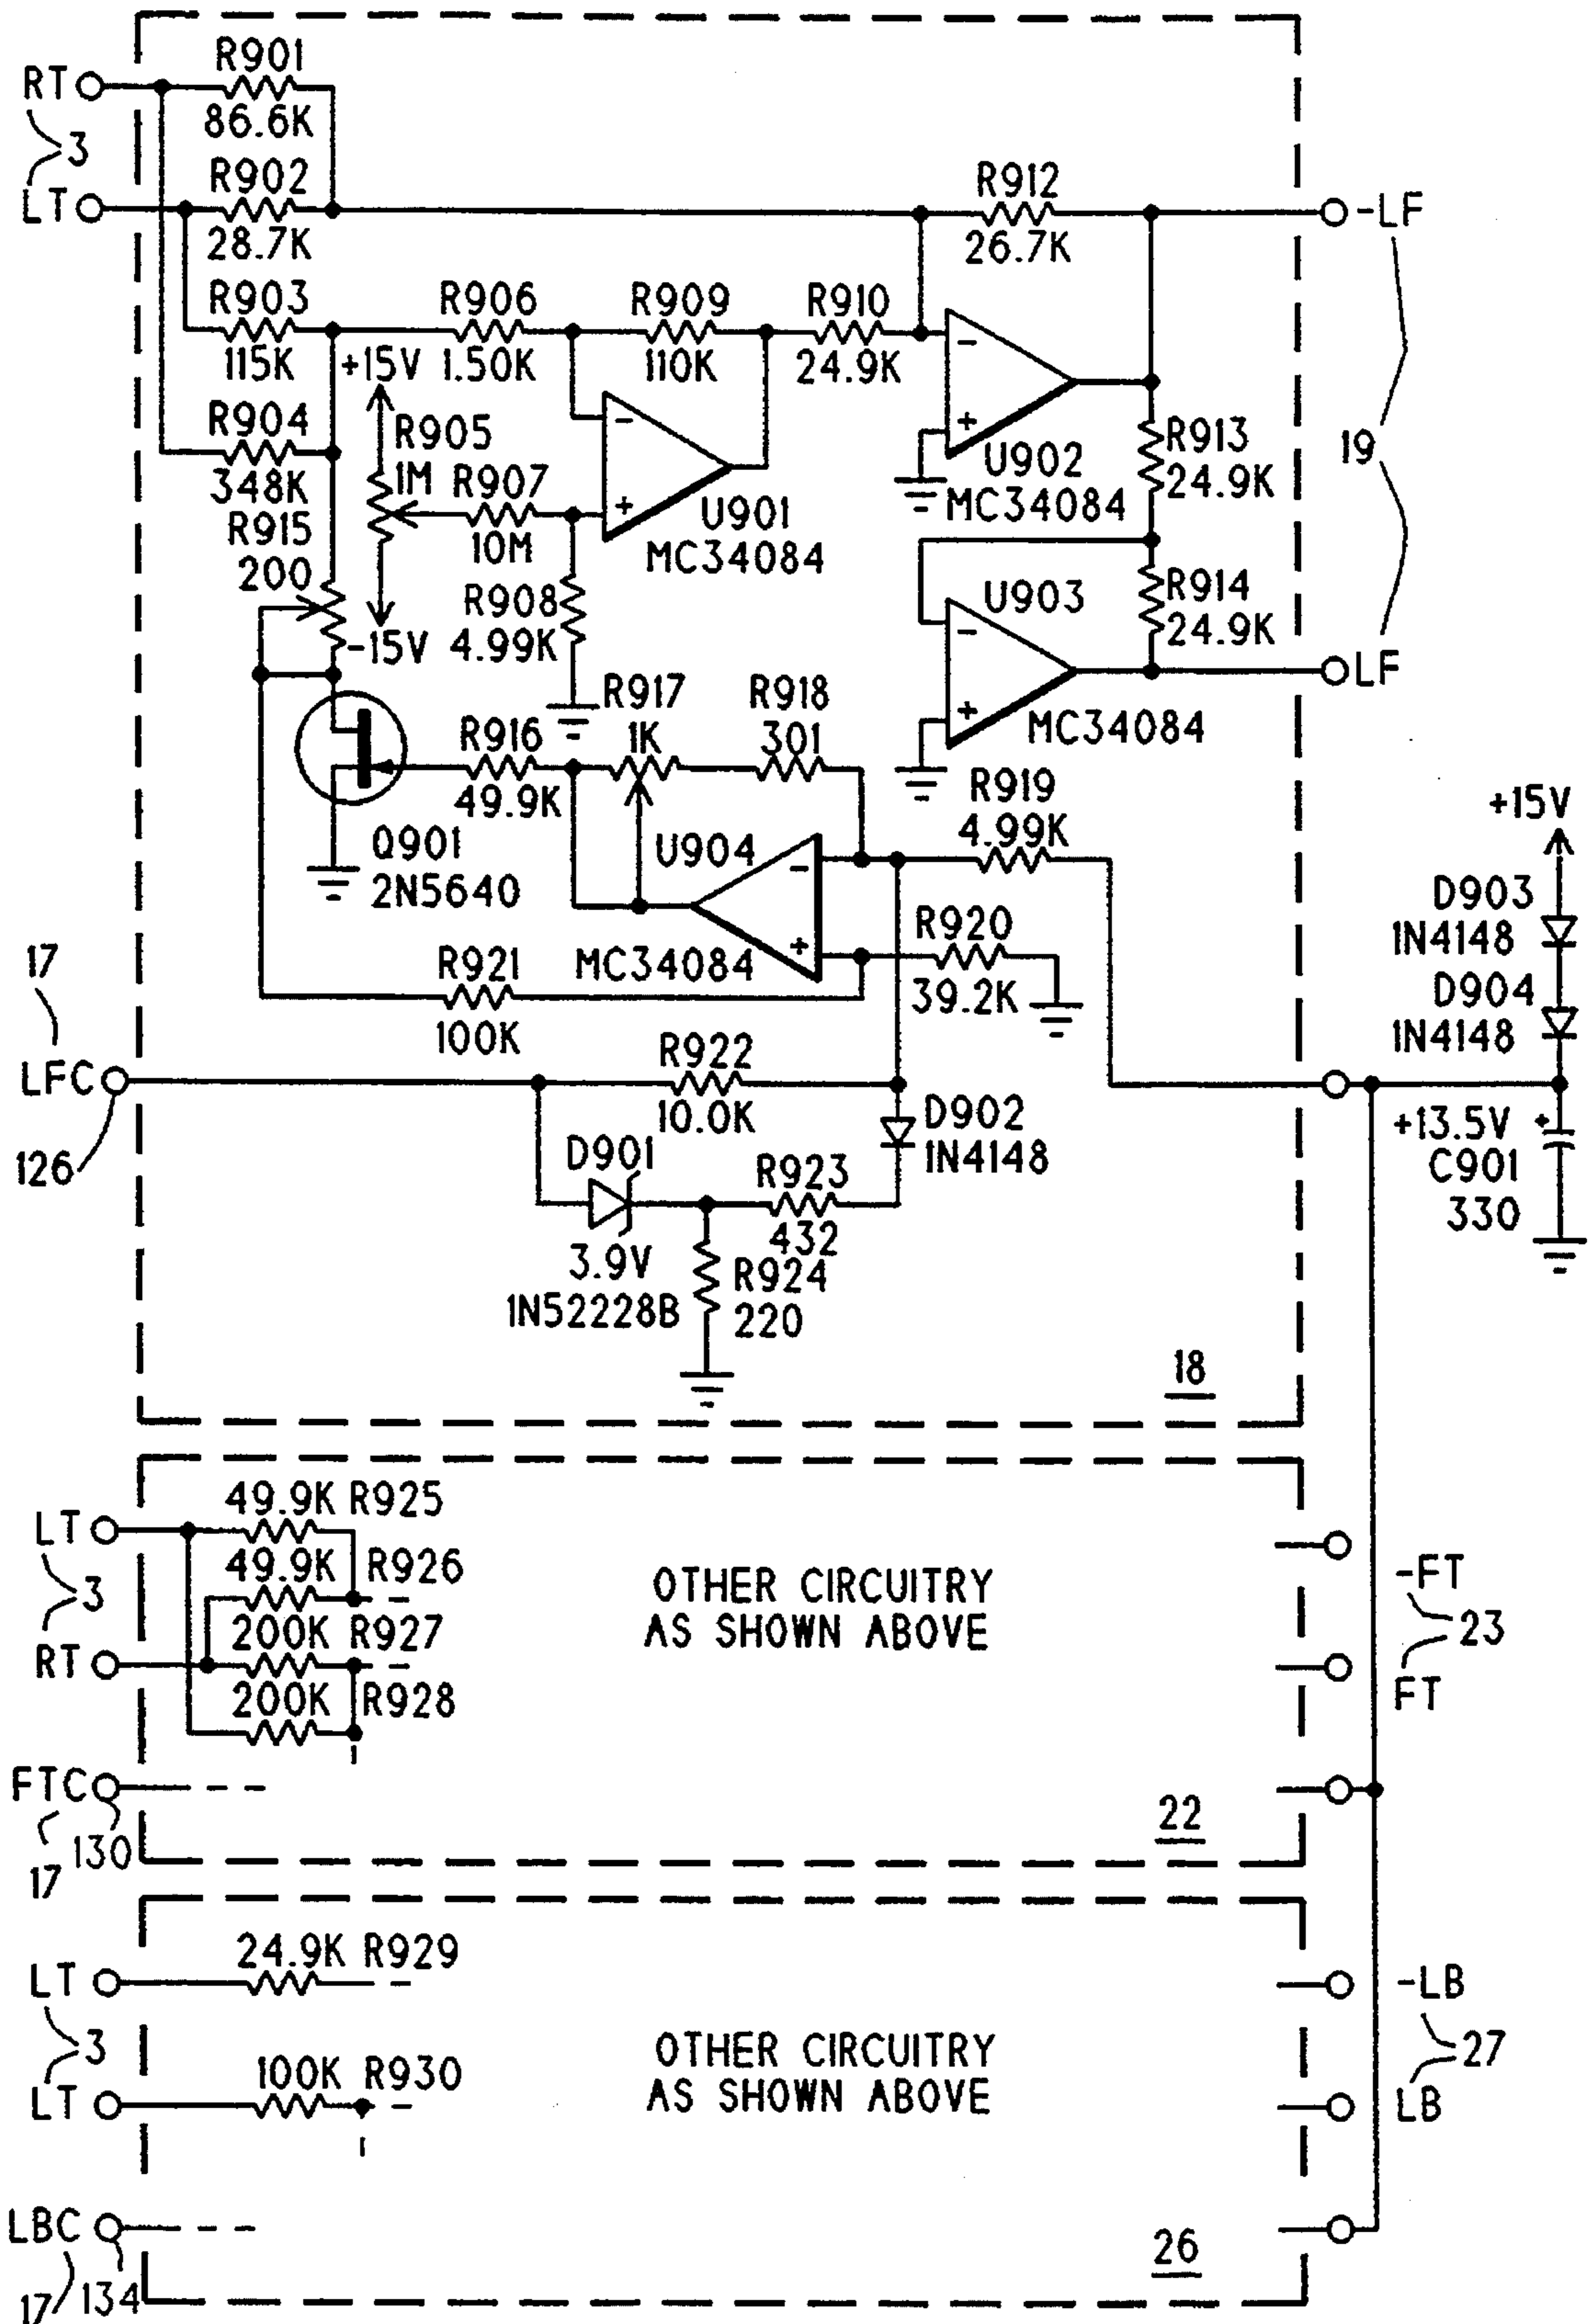 RT
R901
86.6K
3
LT
R902
28.7K
R912
26.7K
-LF
R903
115K
+15V
R906
1.50K
R909
110K
R910
24.9K
-
+
U902
MC34084
R913
24.9K
19
R904
348K
R905
1M
R907
10M
-
+
U901
MC34084
R915
200
-15V
R908
4.99K
U903
-
+
MC34084
R914
24.9K
LF
R917
1K
R918
301
R916
49.9K
Q901
2N5640
U904
-
+
MC34084
R919
4.99K
R920
39.2K
+15V
D903
1N4148
D904
1N4148
17
R921
100K
LFC
126
R922
10.0K
D902
1N4148
+13.5V
+
C901
330
D901
3.9V
1N52228B
R923
432
R924
220
18
LT
49.9K R925
49.9K R926
3
200K R927
RT
200K R928
OTHER CIRCUITRY
AS SHOWN ABOVE
-FT
23
FT
FTC
17
130
22
LT
24.9K R929
3
100K R930
LT
OTHER CIRCUITRY
AS SHOWN ABOVE
-LB
27
LB
LBC
17
134
26